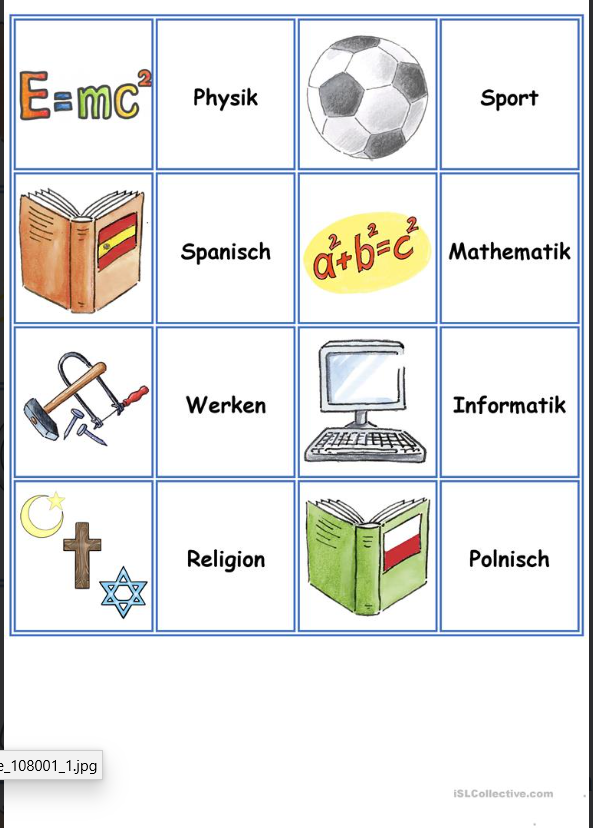 E=mc²
Physik
Sport
Spanisch
a²+b²=c²
Mathematik
Werken
Informatik
Religion
Polnisch
e_108001_1.jpg
iSLCollective.com